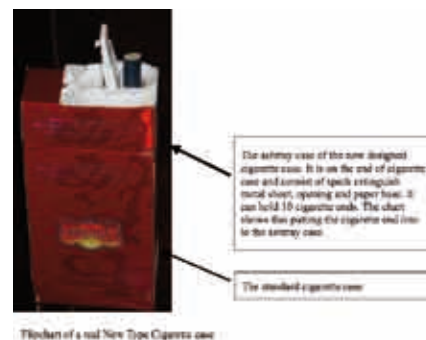 The ashtray case of the new designed
cigarette case. It is on the end of cigarette
case and consist of spark extinguish
metal sheet, opening and paper base. It
can hold 10 cigarette ends. The chart
shows that putting the cigarette end into
to the ashtray case
The standard cigarette case
of a real New Type Cigarette case